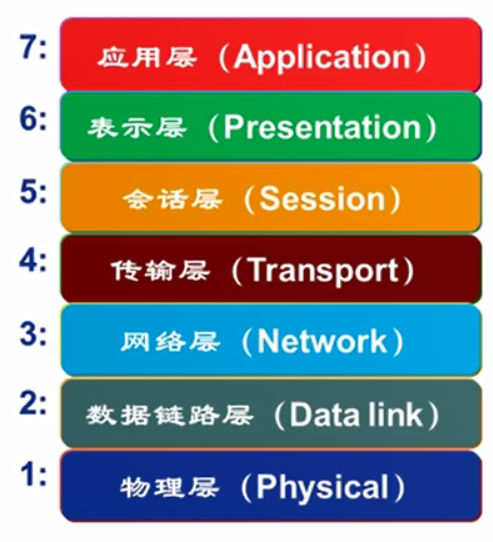 7: 应用层（Application）
6: 表示层（Presentation）
5: 会话层（Session）
4: 传输层（Transport）
3: 网络层（Network）
2: 数据链路层（Data link）
1: 物理层（Physical）